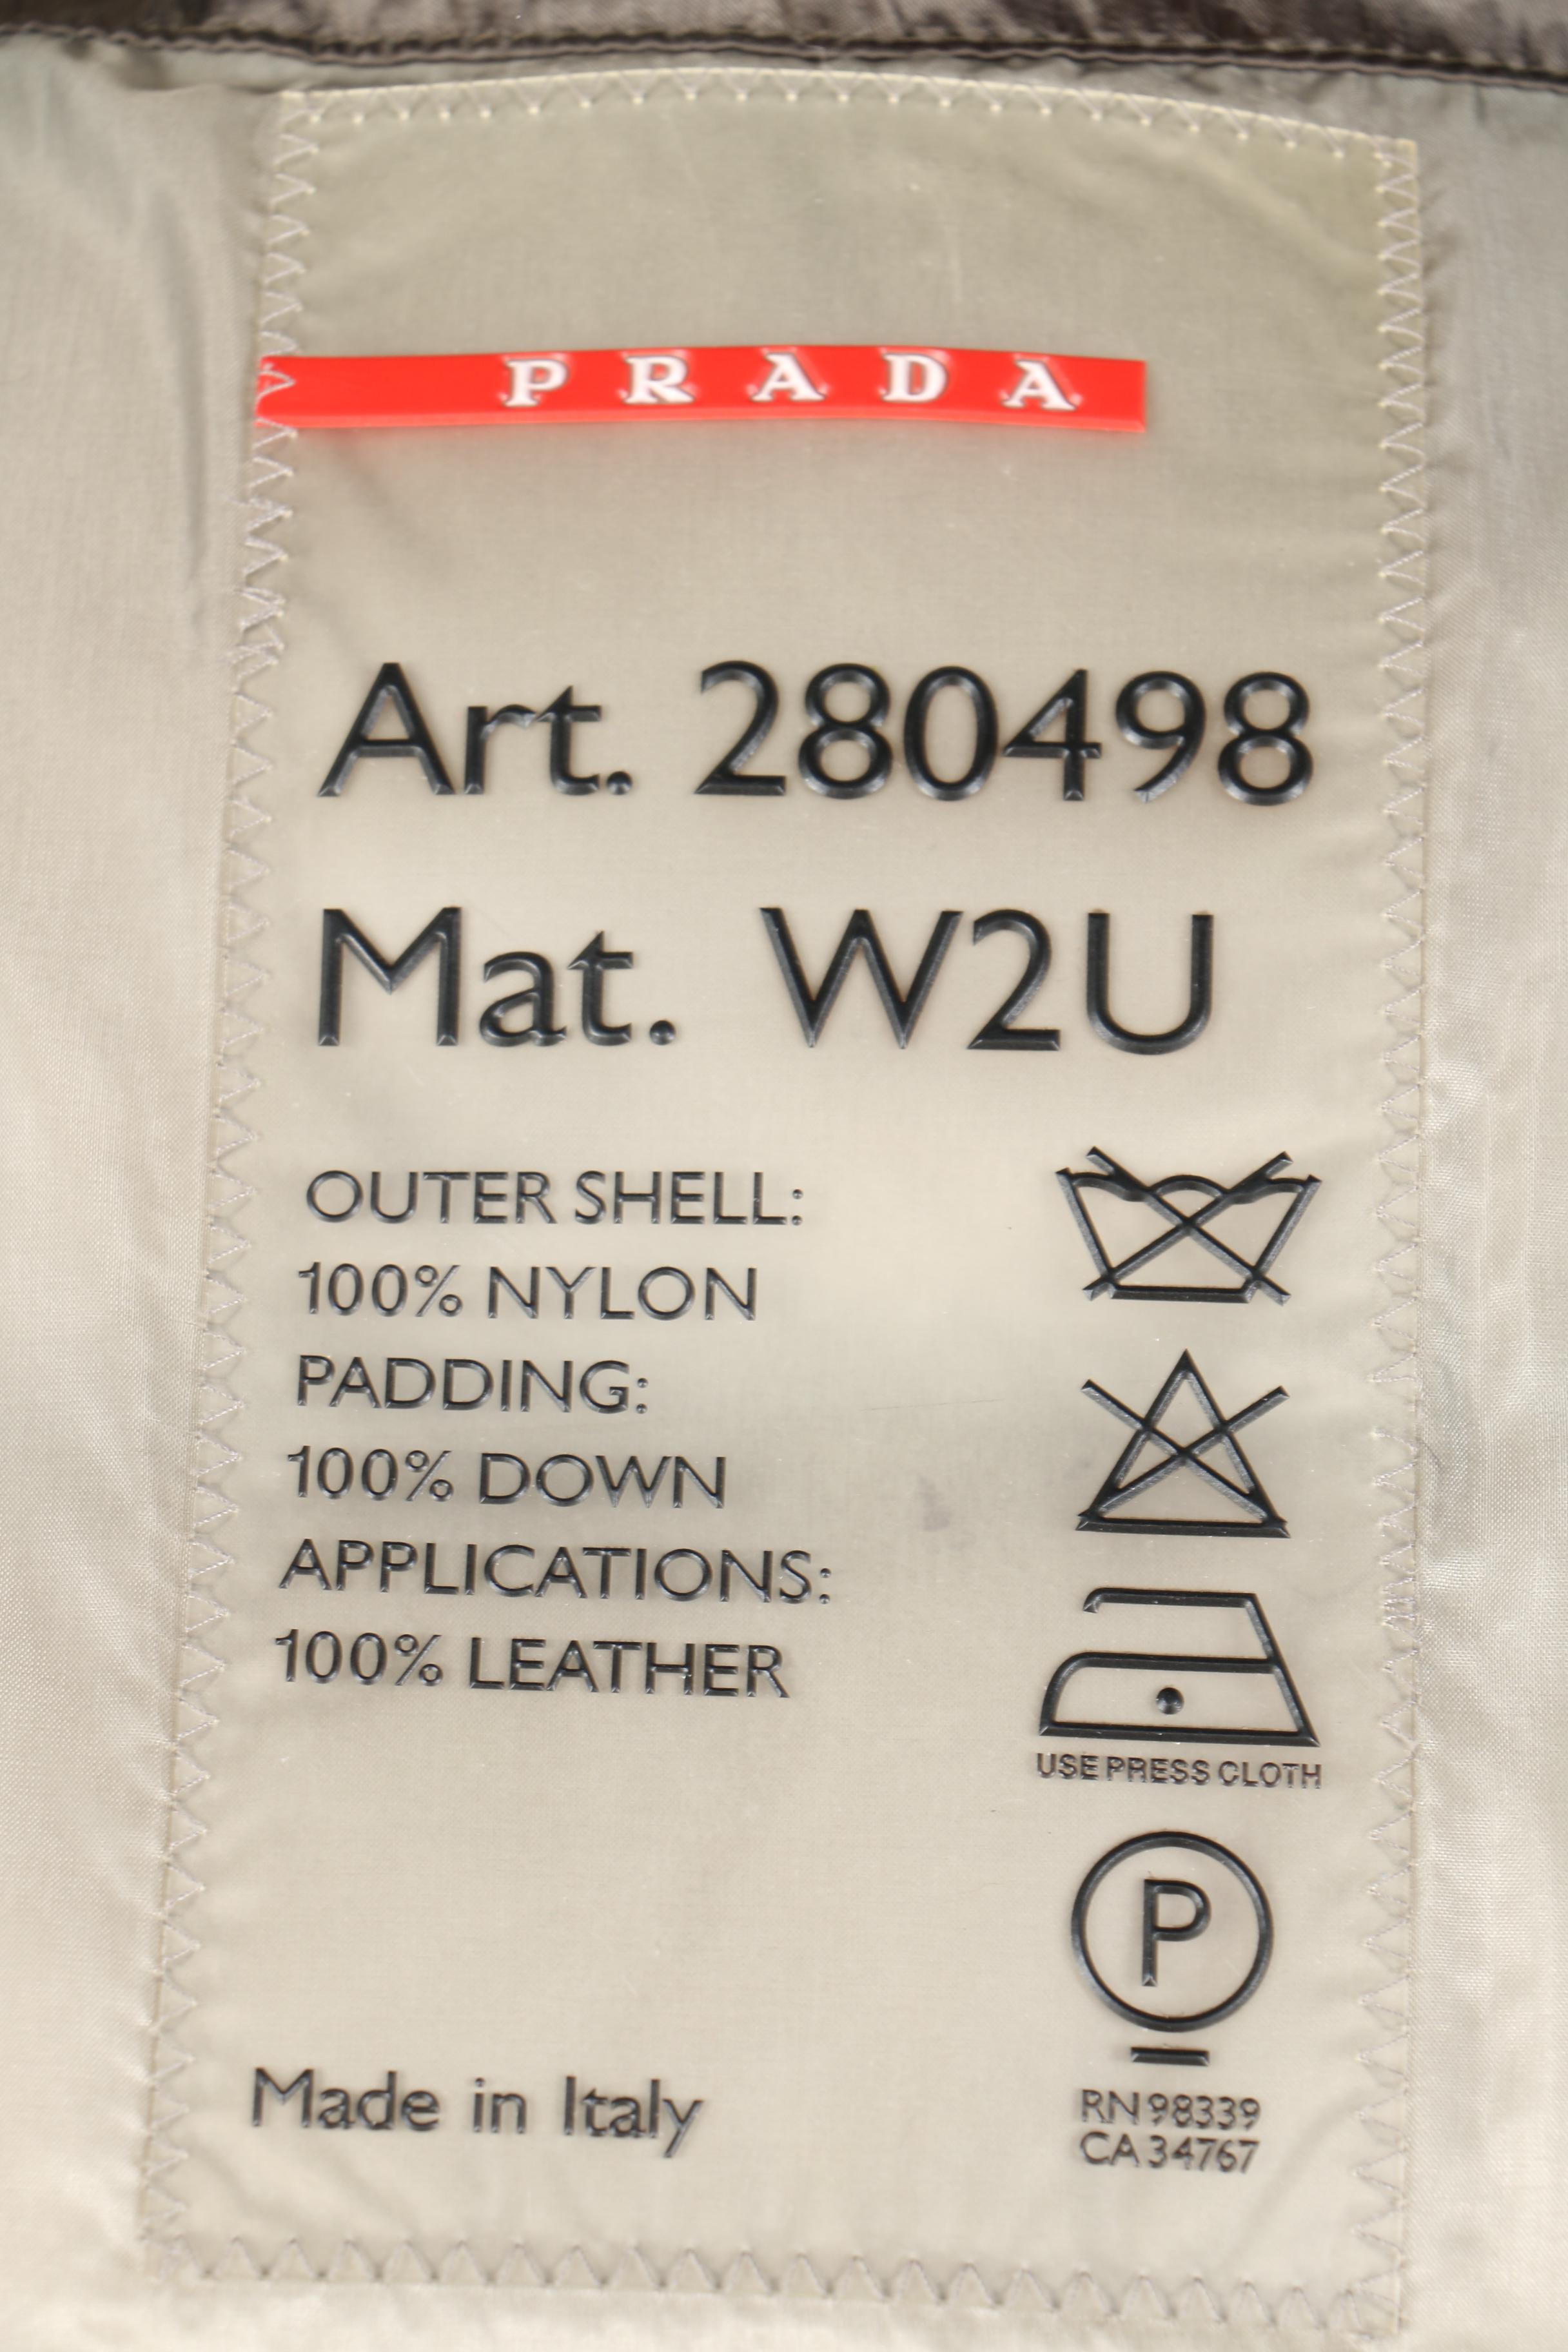 PRADA
Art. 280498
Mat. W2U
OUTER SHELL:
100% NYLON
PADDING:
100% DOWN
APPLICATIONS:
100% LEATHER
USE PRESS CLOTH
P
Made in Italy
RN 98339
CA 34767